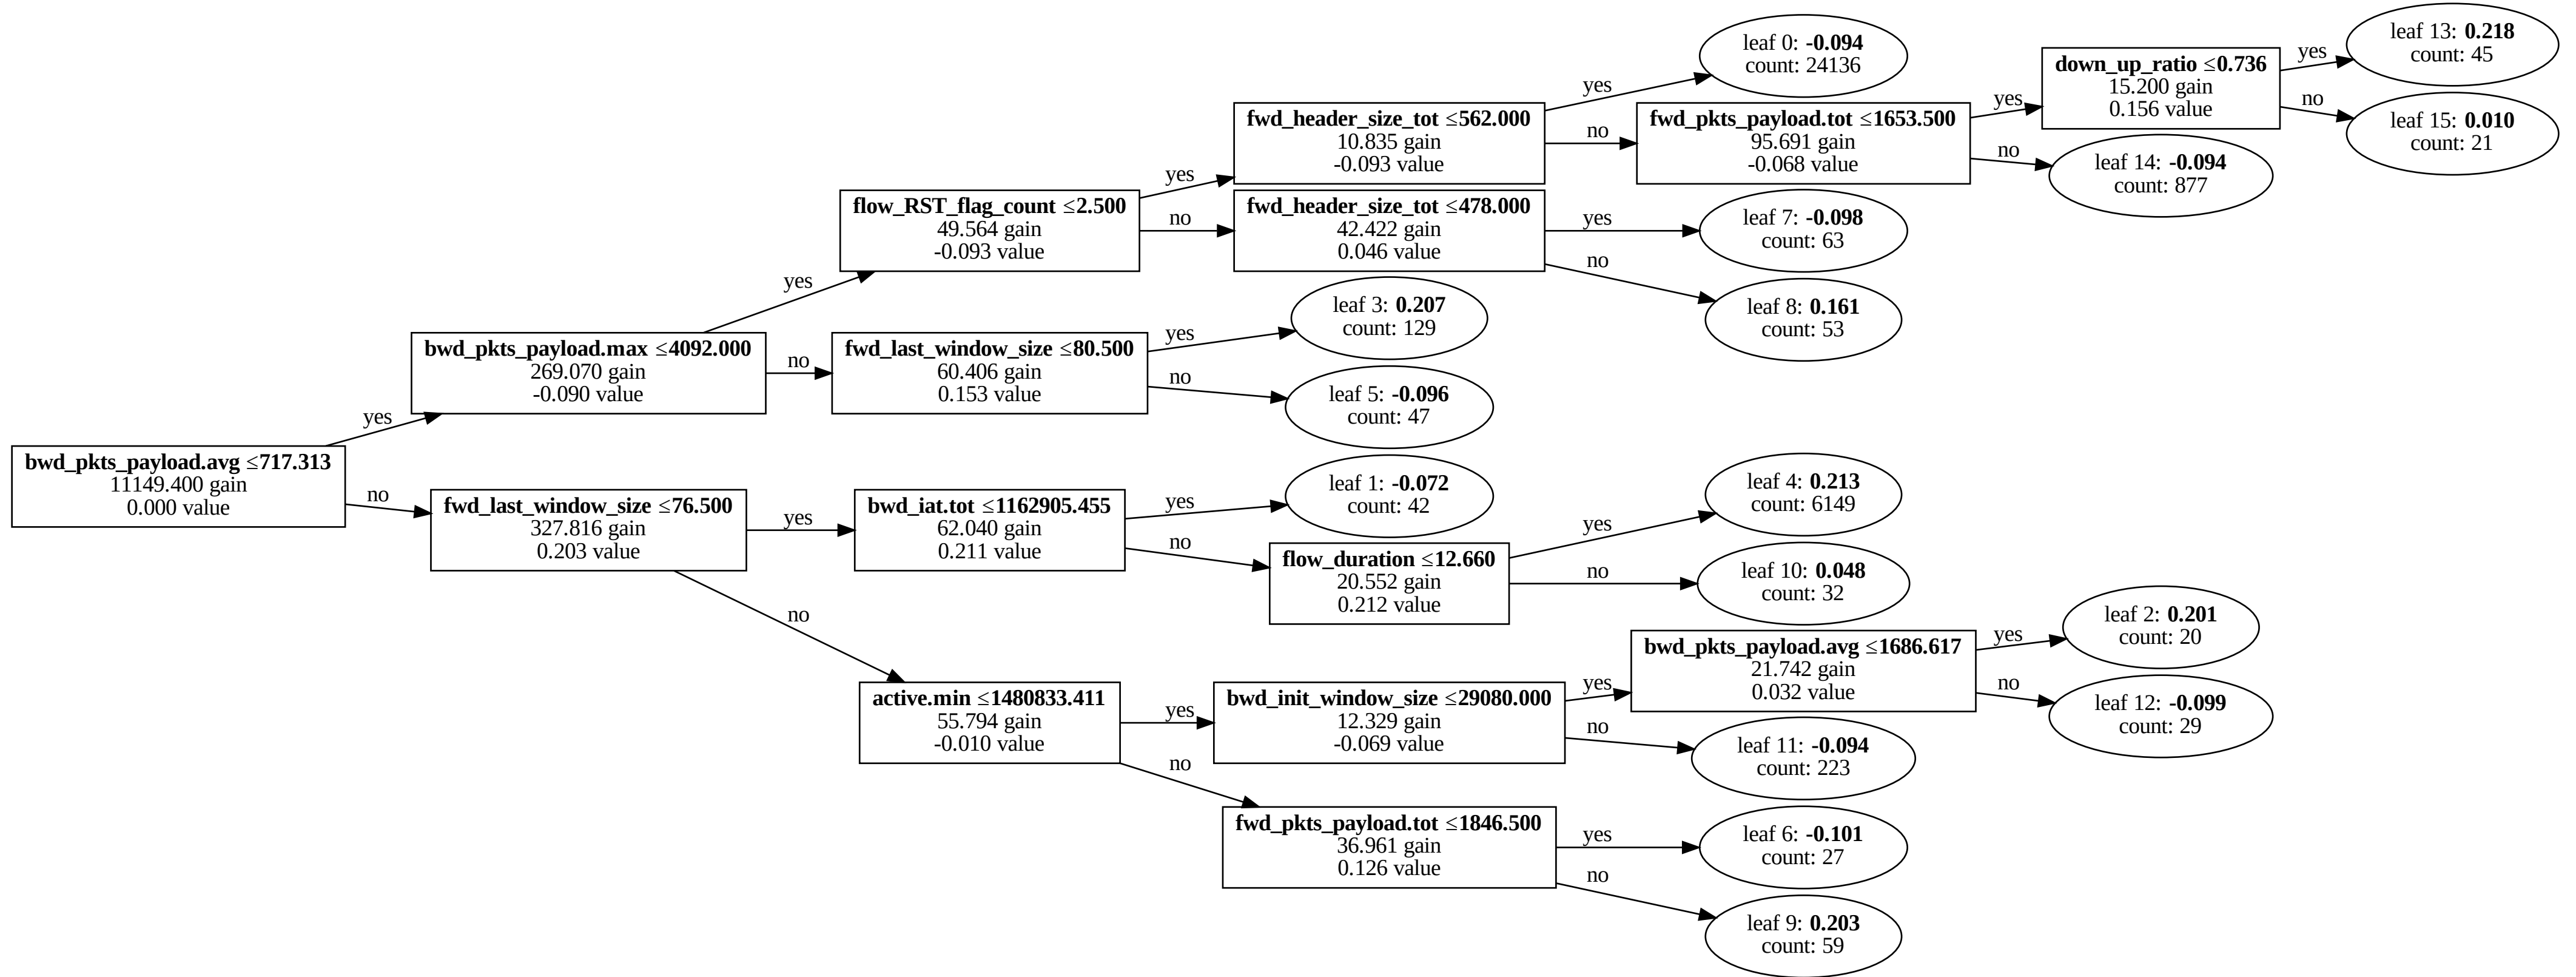 bwd_pkts_payload.avg ≤717.313
11149.400 gain
0.000 value
yes
no
bwd_pkts_payload.max ≤4092.000
269.070 gain
-0.090 value
yes
no
fwd_last_window_size ≤76.500
327.816 gain
0.203 value
yes
no
flow_RST_flag_count ≤2.500
49.564 gain
-0.093 value
yes
no
fwd_last_window_size ≤80.500
60.406 gain
0.153 value
yes
no
bwd_iat.tot ≤1162905.455
62.040 gain
0.211 value
yes
no
active.min ≤1480833.411
55.794 gain
-0.010 value
yes
no
fwd_header_size_tot ≤562.000
10.835 gain
-0.093 value
yes
no
fwd_header_size_tot ≤478.000
42.422 gain
0.046 value
yes
no
leaf 3: 0.207
count: 129
leaf 5: -0.096
count: 47
leaf 1: -0.072
count: 42
flow_duration ≤12.660
20.552 gain
0.212 value
yes
no
bwd_init_window_size ≤29080.000
12.329 gain
-0.069 value
yes
no
fwd_pkts_payload.tot ≤1846.500
36.961 gain
0.126 value
yes
no
leaf 0: -0.094
count: 24136
fwd_pkts_payload.tot ≤1653.500
95.691 gain
-0.068 value
yes
no
leaf 7: -0.098
count: 63
leaf 8: 0.161
count: 53
leaf 4: 0.213
count: 6149
leaf 10: 0.048
count: 32
bwd_pkts_payload.avg ≤1686.617
21.742 gain
0.032 value
yes
no
leaf 11: -0.094
count: 223
leaf 6: -0.101
count: 27
leaf 9: 0.203
count: 59
down_up_ratio ≤0.736
15.200 gain
0.156 value
yes
no
leaf 14: -0.094
count: 877
leaf 2: 0.201
count: 20
leaf 12: -0.099
count: 29
leaf 13: 0.218
count: 45
leaf 15: 0.010
count: 21